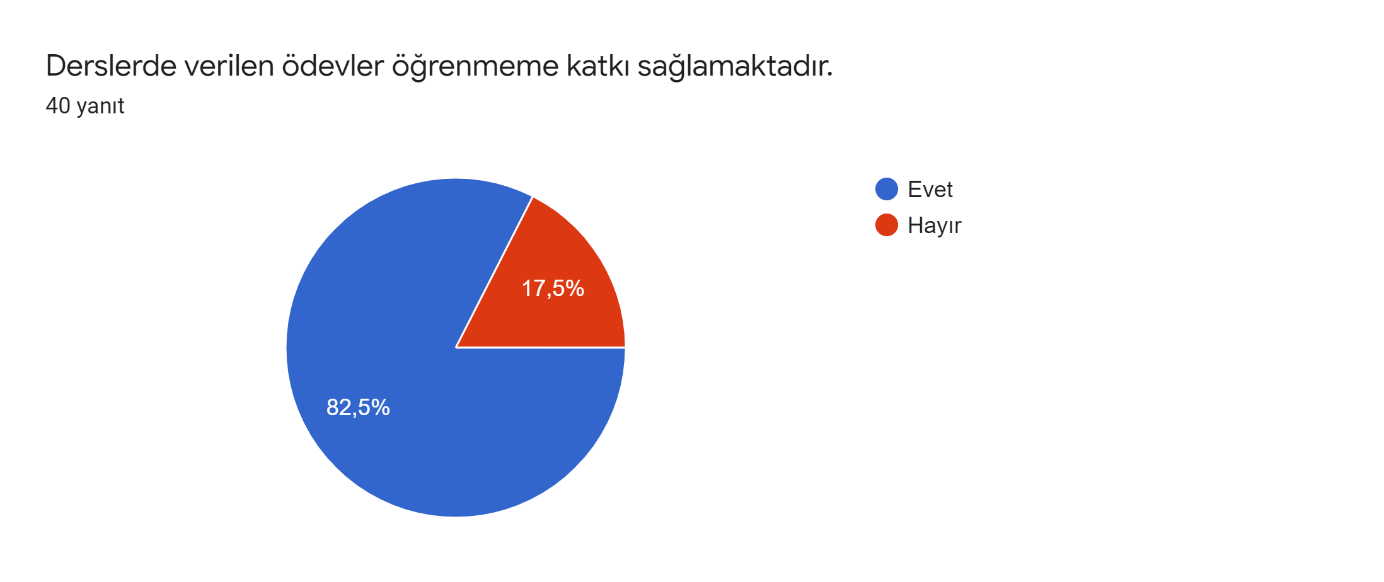 Derslerde verilen ödevler öğrenmeme katkı sağlamaktadır.
40 yanıt
Evet
Hayır
17,5%
82,5%